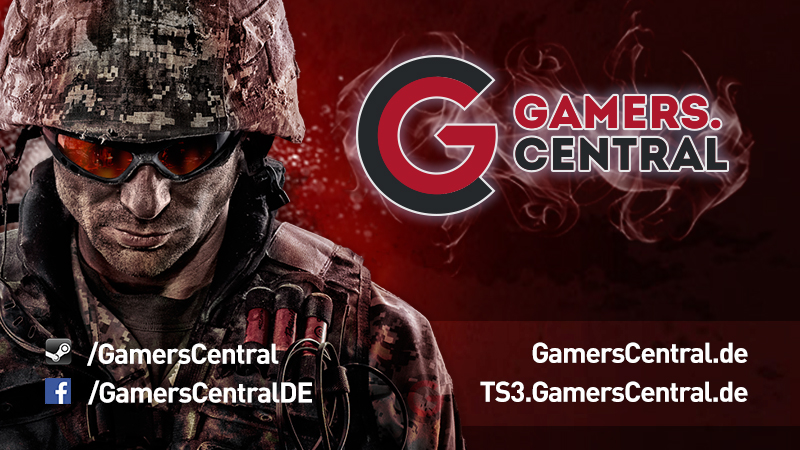 GAMERS.
CENTRAL
/GamersCentral
/GamersCentralDE
GamersCentral.de
TS3.GamersCentral.de